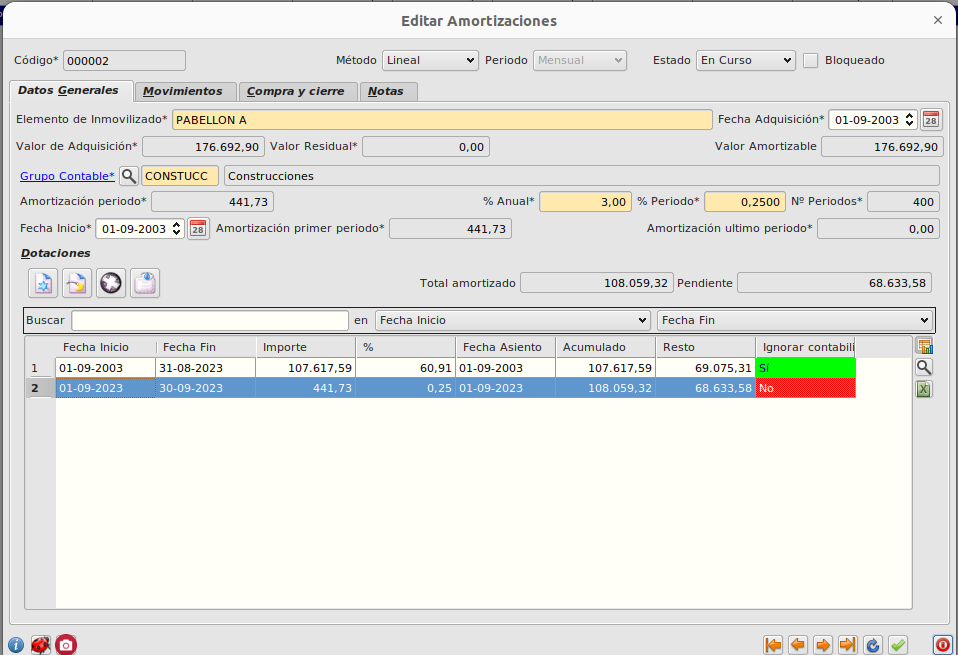 Editar Amortizaciones
Código* 000002 Método Lineal Periodo Mensual Estado En Curso Bloqueado
Datos Generales Movimientos Compra y cierre Notas
Elemento de Inmovilizado* PABELLON A Fecha Adquisición* 01-09-2003 28
Valor de Adquisición* 176.692,90 Valor Residual* 0,00 Valor Amortizable 176.692,90
Grupo Contable* CONSTUCC Construcciones
Amortización periodo* 441,73 % Anual* 3,00 % Periodo* 0,2500 Nº Periodos* 400
Fecha Inicio* 01-09-2003 28 Amortización primer periodo* 441,73 Amortización ultimo periodo* 0,00
Dotaciones
Total amortizado 108.059,32 Pendiente 68.633,58
Buscar en Fecha Inicio Fecha Fin
Fecha Inicio Fecha Fin Importe % Fecha Asiento Acumulado Resto Ignorar contabili
1 01-09-2003 31-08-2023 107.617,59 60,91 01-09-2003 107.617,59 69.075,31 Sí
2 01-09-2023 30-09-2023 441,73 0,25 01-09-2023 108.059,32 68.633,58 No